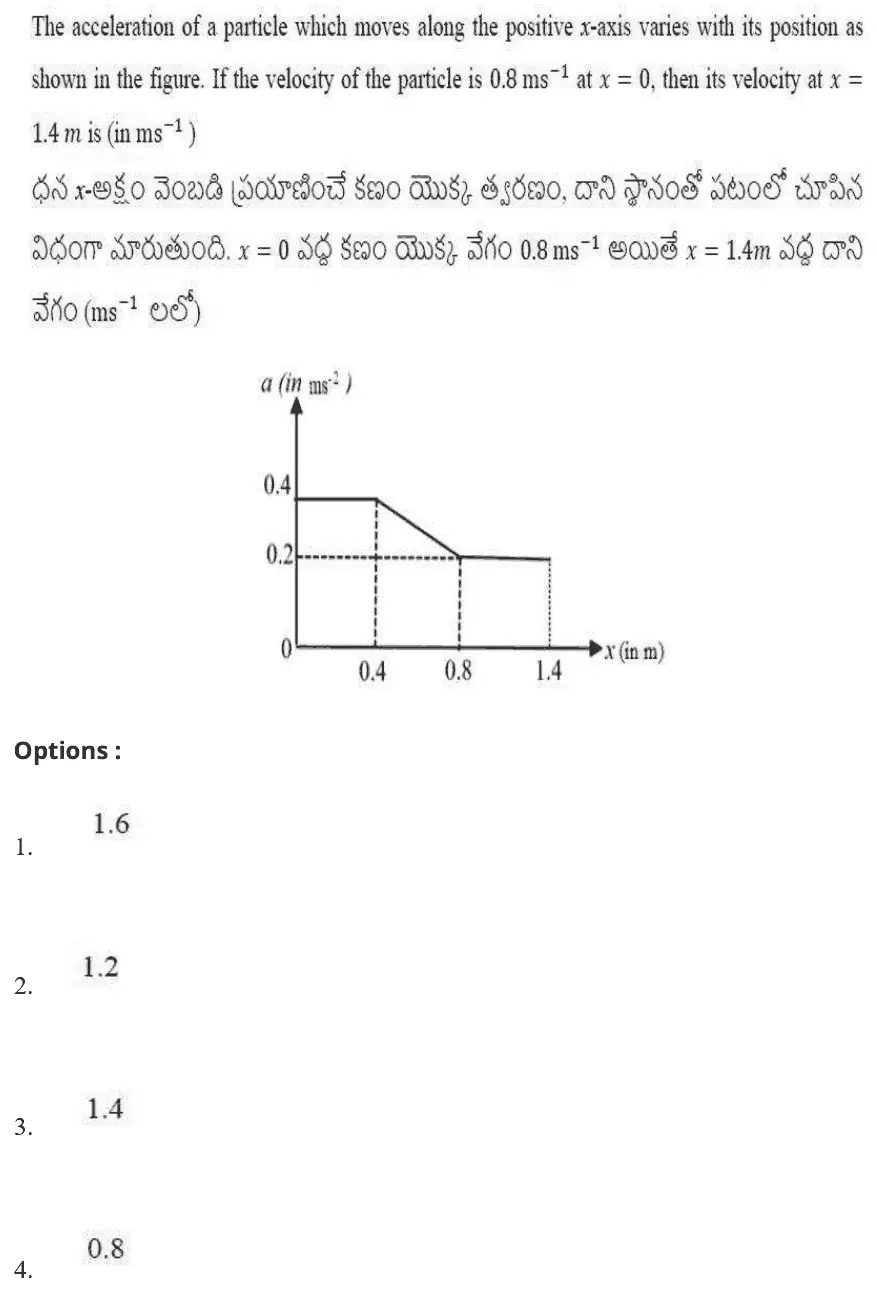 The acceleration of a particle which moves along the positive x-axis varies with its position as
shown in the figure. If the velocity of the particle is 0.8 ms⁻¹ at x = 0, then its velocity at x =
1.4 m is (in ms⁻¹ )
ధన x-అక్షం వెంబడి ప్రయాణించే కణం యొక్క త్వరణం, దాని స్థానంతో పటంలో చూపిన
విధంగా మారుతుంది. x = 0 వద్ద కణం యొక్క వేగం 0.8 ms⁻¹ అయితే x = 1.4m వద్ద దాని
వేగం (ms⁻¹ లలో)
a (in ms⁻² )
0.4
0.2
0
0.4 0.8 1.4
x (in m)
Options :
1. 1.6
2. 1.2
3. 1.4
4. 0.8